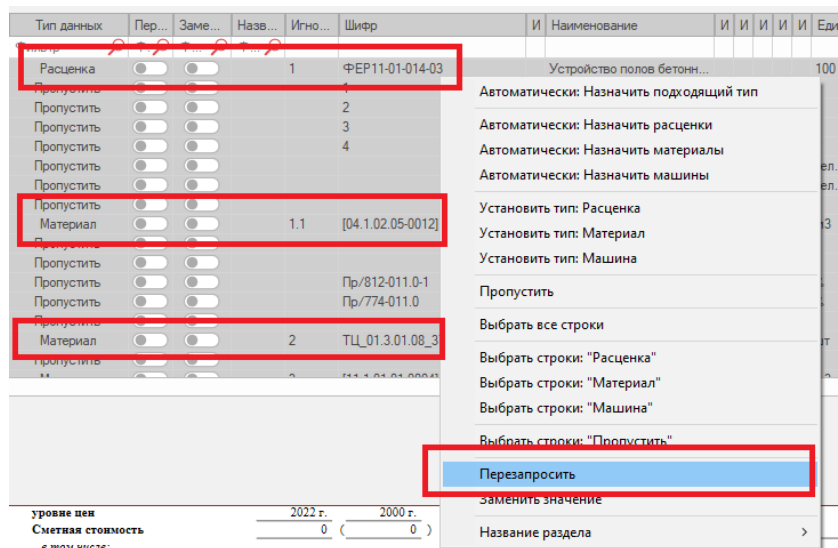 Тип данных Пер... Заме... Назв... Игно... Шифр И Наименование И И И И И Еди
Расценка 1 ФЕР11-01-014-03 Устройство полов бетонн... 100
Пропустить 1
Пропустить 2
Пропустить 3
Пропустить 4
Пропустить
Пропустить
Пропустить
Материал 1.1 [04.1.02.05-0012]
Пропустить
Пропустить
Пропустить Пр/812-011.0-1
Пропустить Пр/774-011.0
Пропустить
Материал 2 ТЦ_01.3.01.08_3
Пропустить
Автоматически: Назначить подходящий тип
Автоматически: Назначить расценки
Автоматически: Назначить материалы
Автоматически: Назначить машины
Установить тип: Расценка
Установить тип: Материал
Установить тип: Машина
Пропустить
Выбрать все строки
Выбрать строки: "Расценка"
Выбрать строки: "Материал"
Выбрать строки: "Машина"
Выбрать строки: "Пропустить"
Перезапросить
Заменить значение
Название раздела
уровне цен 2022 г. 2000 г.
Сметная стоимость 0 ( 0 )
в том числе: